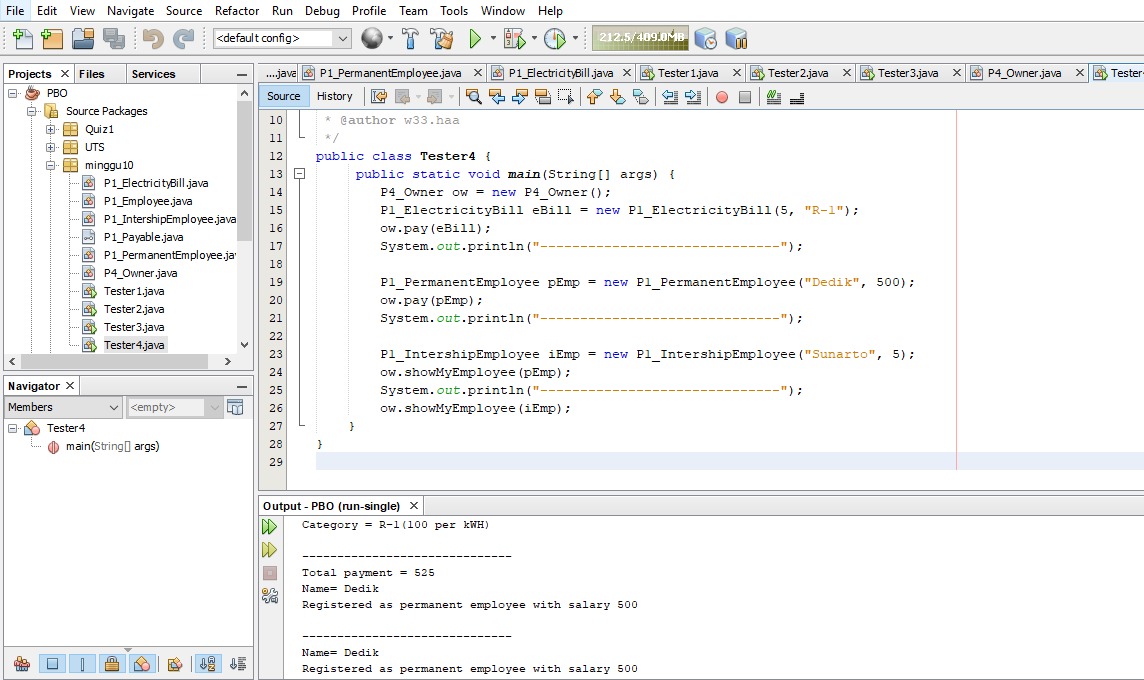 File Edit View Navigate Source Refactor Run Debug Profile Team Tools Window Help
<default config>
212.5/409.0MB
Projects Files Services
PBO
Source Packages
Quiz1
UTS
minggu10
P1_ElectricityBill.java
P1_Employee.java
P1_IntershipEmployee.java
P1_Payable.java
P1_PermanentEmployee.jav
P4_Owner.java
Tester1.java
Tester2.java
Tester3.java
Tester4.java
Navigator
Members
<empty>
Tester4
main(String[] args)
....java P1_PermanentEmployee.java P1_ElectricityBill.java Tester1.java Tester2.java Tester3.java P4_Owner.java Tester
Source History
10 * @author w33.haa
11 */
12 public class Tester4 {
13 public static void main(String[] args) {
14 P4_Owner ow = new P4_Owner();
15 P1_ElectricityBill eBill = new P1_ElectricityBill(5, "R-1");
16 ow.pay(eBill);
17 System.out.println("------------------------------");
18
19 P1_PermanentEmployee pEmp = new P1_PermanentEmployee("Dedik", 500);
20 ow.pay(pEmp);
21 System.out.println("------------------------------");
22
23 P1_IntershipEmployee iEmp = new P1_IntershipEmployee("Sunarto", 5);
24 ow.showMyEmployee(pEmp);
25 System.out.println("------------------------------");
26 ow.showMyEmployee(iEmp);
27 }
28 }
29
Output - PBO (run-single)
Category = R-1(100 per kWH)
------------------------------
Total payment = 525
Name= Dedik
Registered as permanent employee with salary 500
------------------------------
Name= Dedik
Registered as permanent employee with salary 500